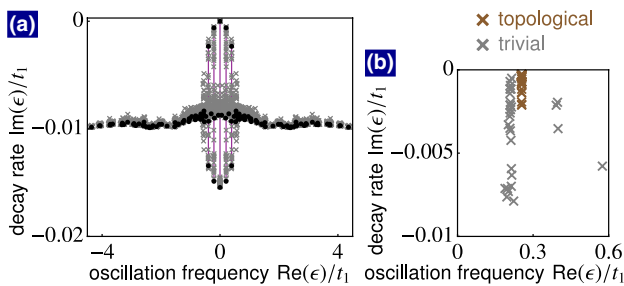 (a)
decay rate Im(ϵ)/t₁
0
−0.01
−0.02
−4 −2 0 2 4
oscillation frequency Re(ϵ)/t₁
× topological
× trivial
(b)
decay rate Im(ϵ)/t₁
0
−0.005
−0.01
0 0.3 0.6
oscillation frequency Re(ϵ)/t₁